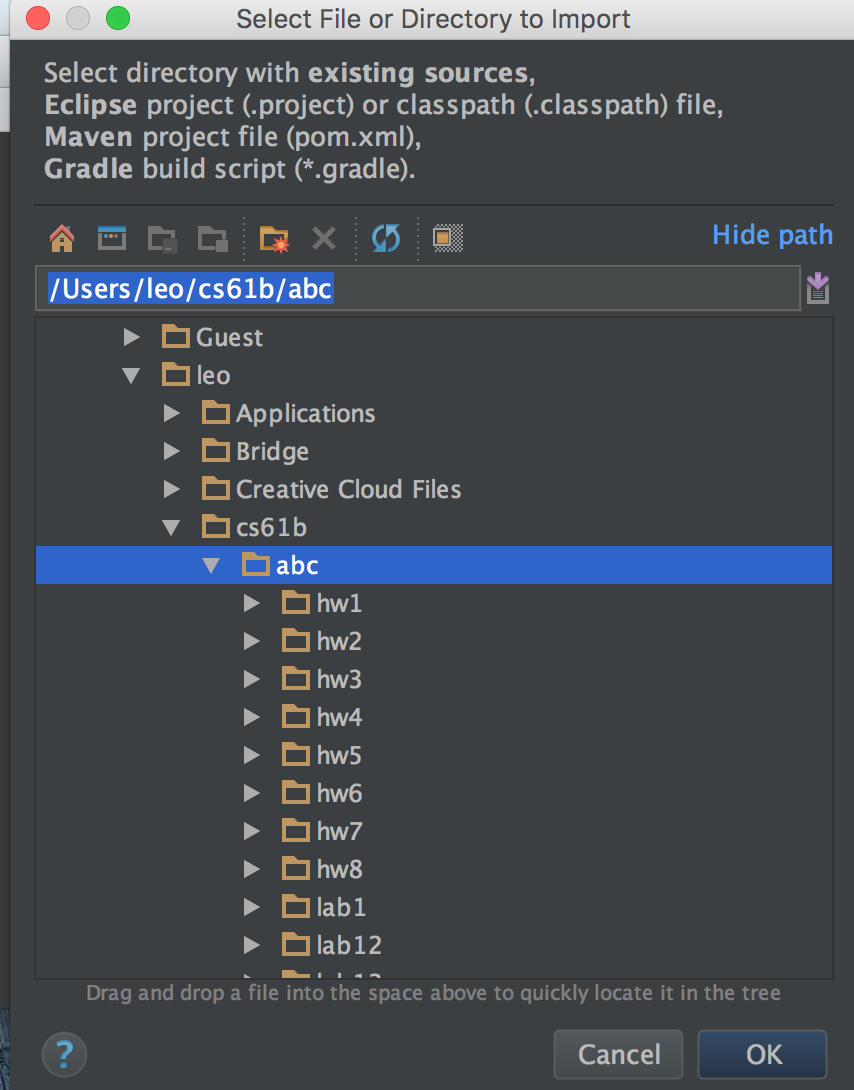 Select File or Directory to Import
Select directory with existing sources,
Eclipse project (.project) or classpath (.classpath) file,
Maven project file (pom.xml),
Gradle build script (*.gradle).
Hide path
/Users/leo/cs61b/abc
Guest
leo
Applications
Bridge
Creative Cloud Files
cs61b
abc
hw1
hw2
hw3
hw4
hw5
hw6
hw7
hw8
lab1
lab12
Drag and drop a file into the space above to quickly locate it in the tree
?
Cancel
OK